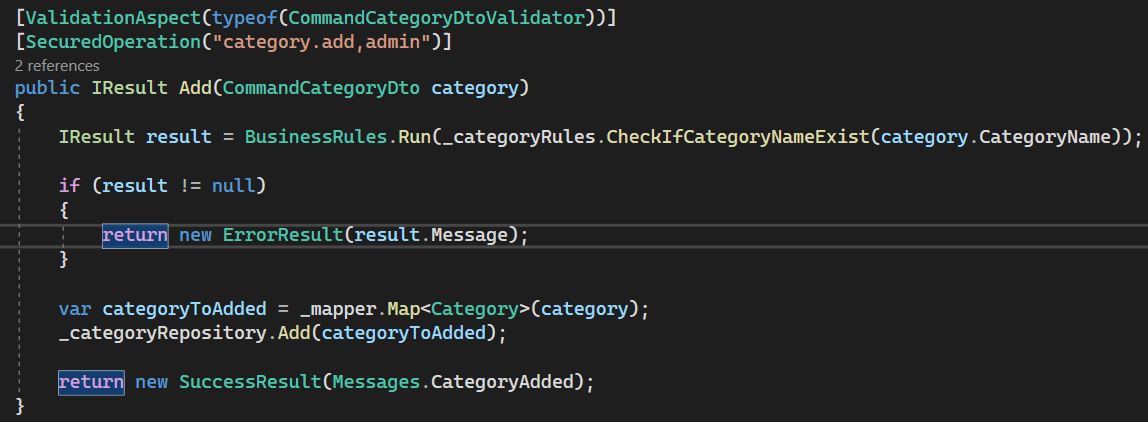 [ValidationAspect(typeof(CommandCategoryDtoValidator))]
[SecuredOperation("category.add,admin")]
2 references
public IResult Add(CommandCategoryDto category)
{
IResult result = BusinessRules.Run(_categoryRules.CheckIfCategoryNameExist(category.CategoryName));
if (result != null)
{
return new ErrorResult(result.Message);
}
var categoryToAdded = _mapper.Map<Category>(category);
_categoryRepository.Add(categoryToAdded);
return new SuccessResult(Messages.CategoryAdded);
}